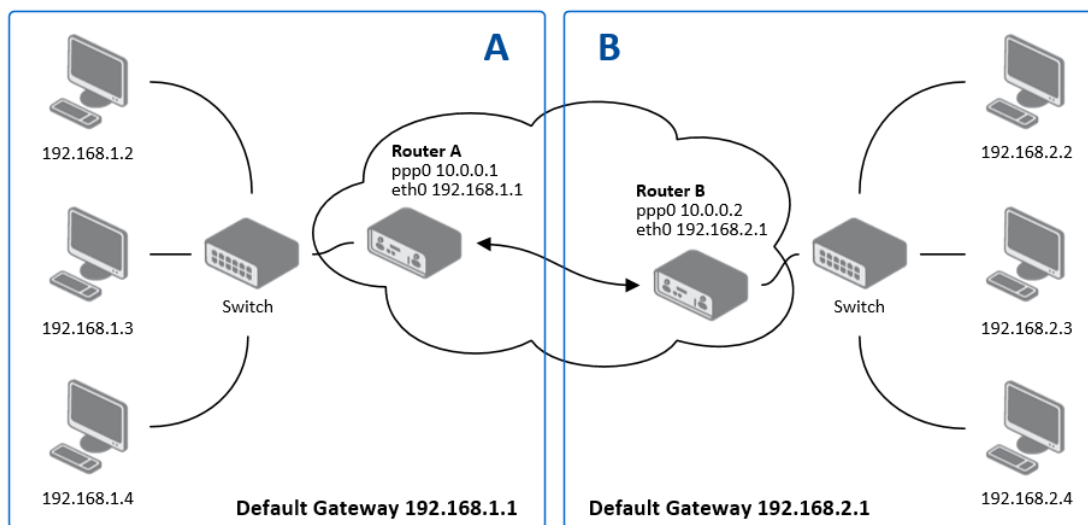 A
192.168.1.2
192.168.1.3
192.168.1.4
Switch
Router A
ppp0 10.0.0.1
eth0 192.168.1.1
Default Gateway 192.168.1.1
B
Router B
ppp0 10.0.0.2
eth0 192.168.2.1
Switch
192.168.2.2
192.168.2.3
192.168.2.4
Default Gateway 192.168.2.1